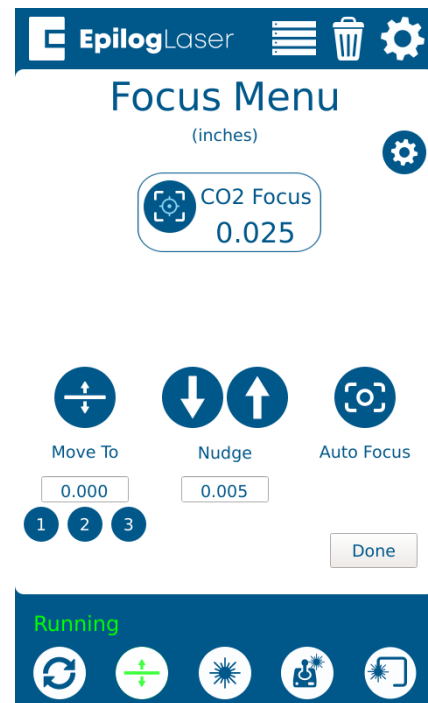 EpilogLaser
Focus Menu
(inches)
CO2 Focus
0.025
Move To
Nudge
Auto Focus
0.000
0.005
1 2 3
Done
Running